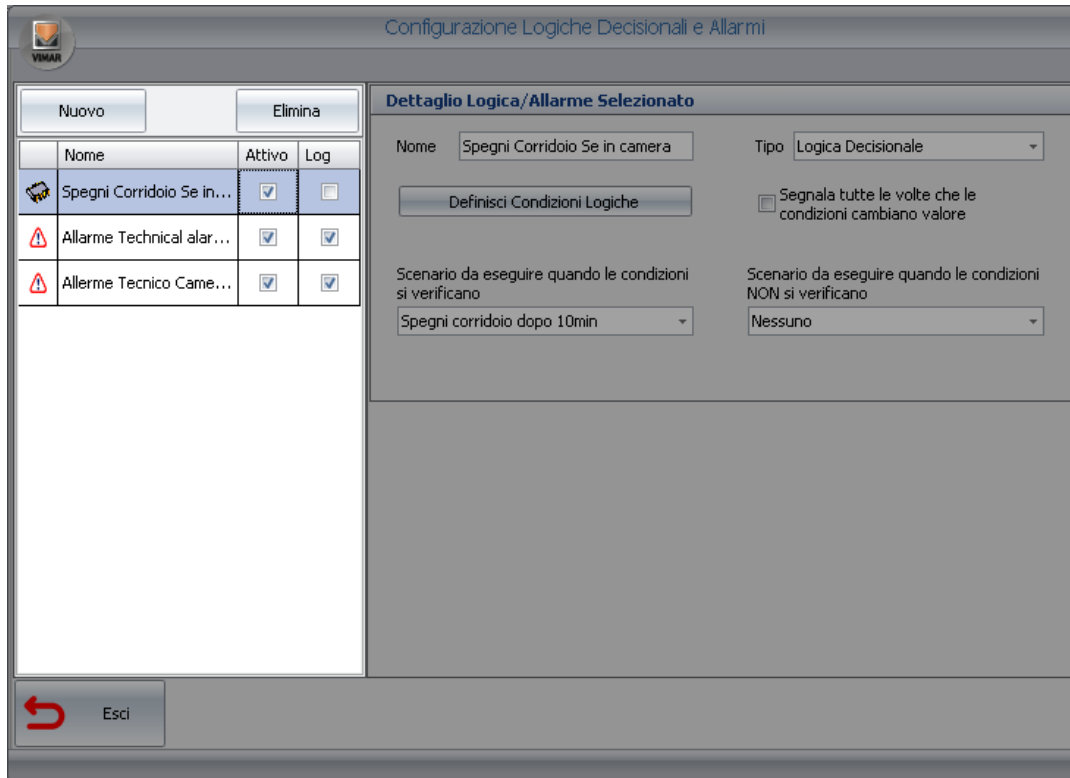 Configurazione Logiche Decisionali e Allarmi
VIMAR
Nuovo
Elimina
Nome Attivo Log
Spegni Corridoio Se in...
Allarme Technical alar...
Allerme Tecnico Came...
Dettaglio Logica/Allarme Selezionato
Nome Spegni Corridoio Se in camera
Tipo Logica Decisionale
Definisci Condizioni Logiche
Segnala tutte le volte che le
condizioni cambiano valore
Scenario da eseguire quando le condizioni
si verificano
Spegni corridoio dopo 10min
Scenario da eseguire quando le condizioni
NON si verificano
Nessuno
Esci